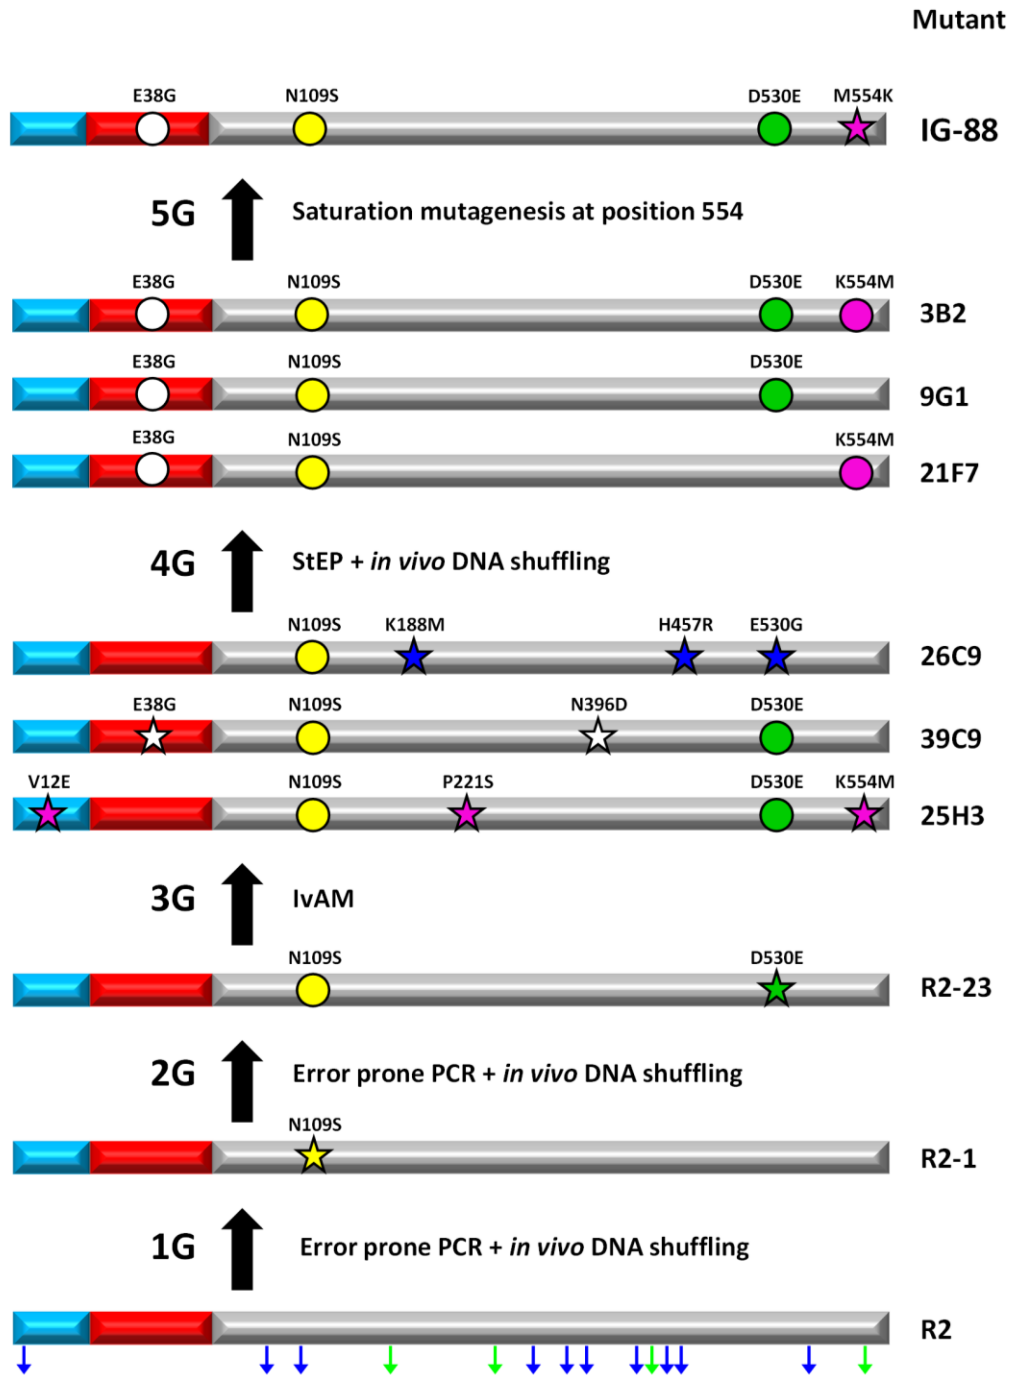 Mutant
E38G N109S D530E M554K
IG-88
5G Saturation mutagenesis at position 554
E38G N109S D530E K554M
3B2
E38G N109S D530E
9G1
E38G N109S K554M
21F7
4G StEP + in vivo DNA shuffling
N109S K188M H457R E530G
26C9
E38G N109S N396D D530E
39C9
V12E N109S P221S D530E K554M
25H3
3G IvAM
N109S D530E
R2-23
2G Error prone PCR + in vivo DNA shuffling
N109S
R2-1
1G Error prone PCR + in vivo DNA shuffling
R2